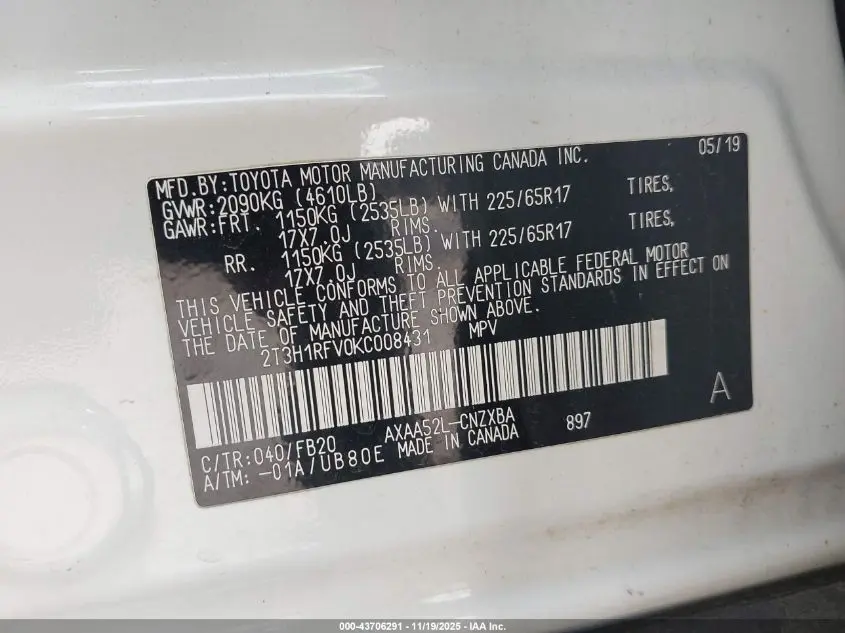 MFD.BY:TOYOTA MOTOR MANUFACTURING CANADA INC. 05/19
GVWR:2090KG (4610LB)
GAWR:FRT. 1150KG (2535LB) WITH 225/65R17 TIRES,
17X7.0J RIMS.
RR. 1150KG (2535LB) WITH 225/65R17 TIRES,
17X7.0J RIMS.
THIS VEHICLE CONFORMS TO ALL APPLICABLE FEDERAL MOTOR
VEHICLE SAFETY AND THEFT PREVENTION STANDARDS IN EFFECT ON
THE DATE OF MANUFACTURE SHOWN ABOVE.
2T3H1RFV0KC008431 MPV
A
C/TR:040/FB20 AXAA52L-CNZXBA 897
A/TM: -01A/UB80E MADE IN CANADA
000-43706291 - 11/19/2025 - IAA Inc.